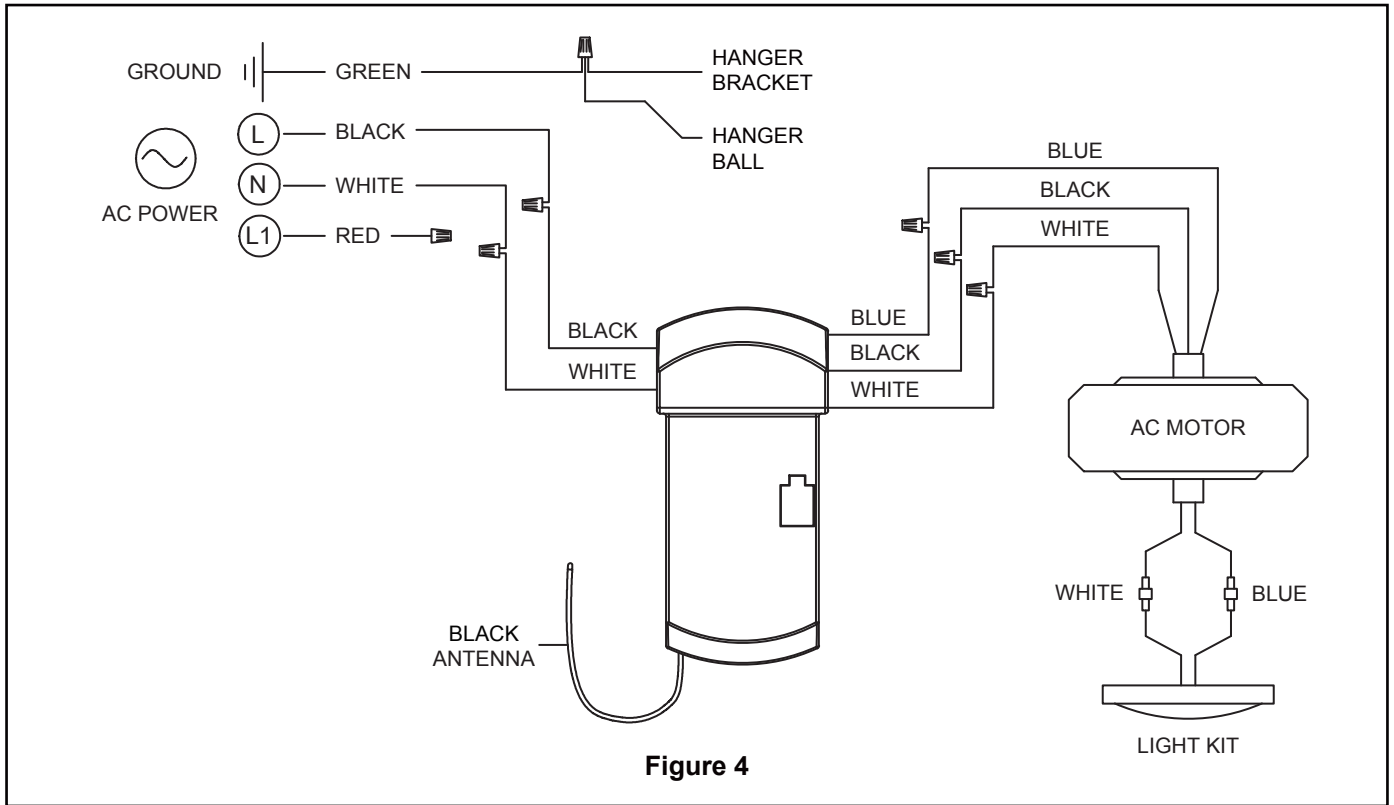 GROUND
GREEN
HANGER
BRACKET
L
BLACK
HANGER
BALL
N
WHITE
AC POWER
L1
RED
BLUE
BLACK
WHITE
BLACK
WHITE
BLUE
BLACK
WHITE
AC MOTOR
WHITE
BLUE
BLACK
ANTENNA
LIGHT KIT
Figure 4